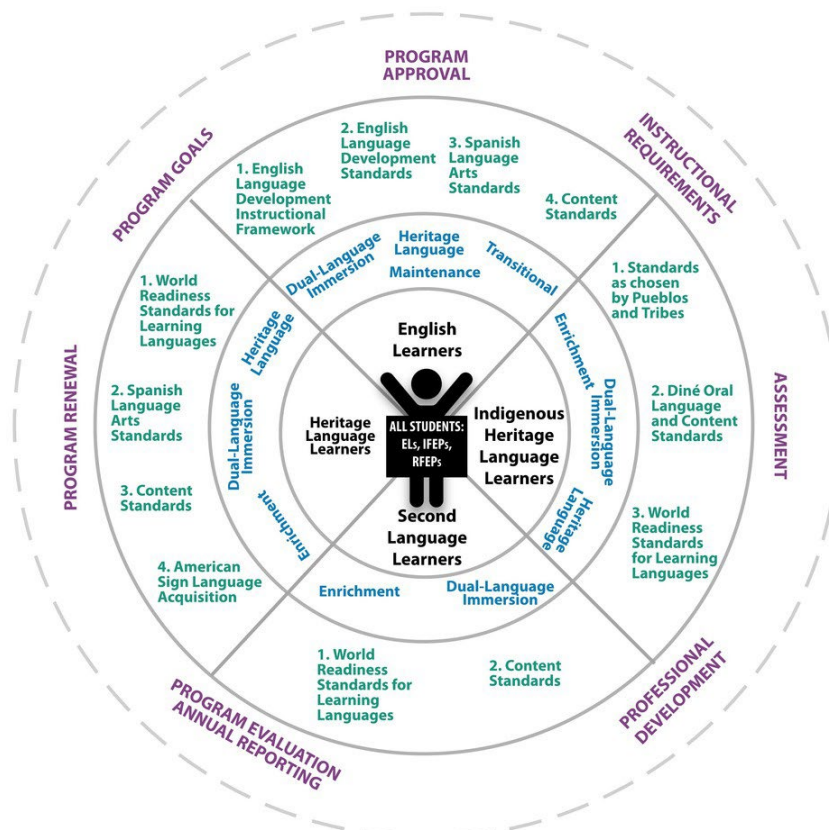 PROGRAM
APPROVAL
INSTRUCTIONAL
REQUIREMENTS
ASSESSMENT
PROFESSIONAL
DEVELOPMENT
PROGRAM EVALUATION
ANNUAL REPORTING
PROGRAM RENEWAL
PROGRAM GOALS
1. English
Language
Development
Instructional
Framework
2. English
Language
Development
Standards
3. Spanish
Language
Arts
Standards
4. Content
Standards
Dual-Language
Immersion
Heritage
Language
Maintenance
Transitional
English
Learners
1. Standards
as chosen
by Pueblos
and Tribes
2. Diné Oral
Language
and Content
Standards
3. World
Readiness
Standards
for Learning
Languages
Enrichment
Dual-Language
Immersion
Heritage
Language
Indigenous
Heritage
Language
Learners
1. World
Readiness
Standards for
Learning
Languages
2. Content
Standards
Enrichment
Dual-Language
Immersion
Second
Language
Learners
1. World
Readiness
Standards for
Learning
Languages
2. Spanish
Language
Arts
Standards
3. Content
Standards
4. American
Sign Language
Acquisition
Heritage
Language
Dual-Language
Immersion
Enrichment
Heritage
Language
Learners
ALL STUDENTS:
ELs, IFEPs,
RFEPs